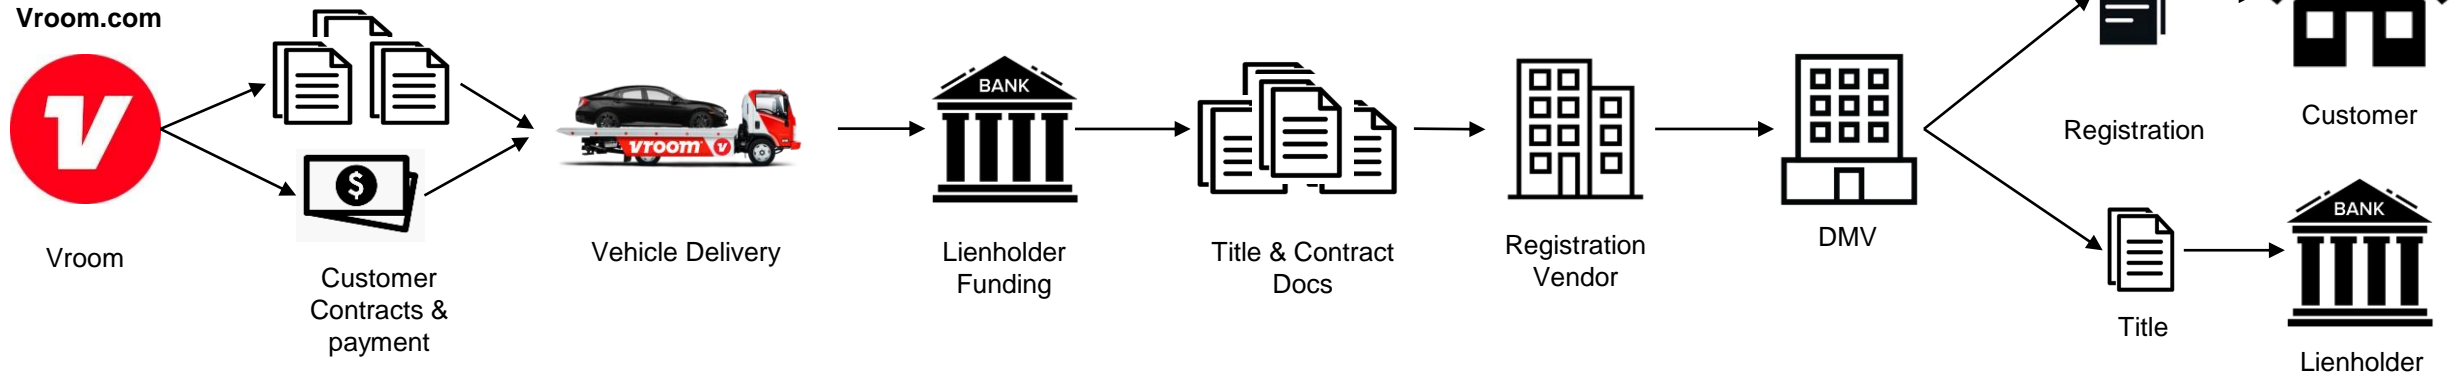 Vroom.com
Vroom
Customer
Contracts &
payment
vroom
Vehicle Delivery
BANK
Lienholder
Funding
Title & Contract
Docs
Registration
Vendor
DMV
Registration
Customer
Title
BANK
Lienholder